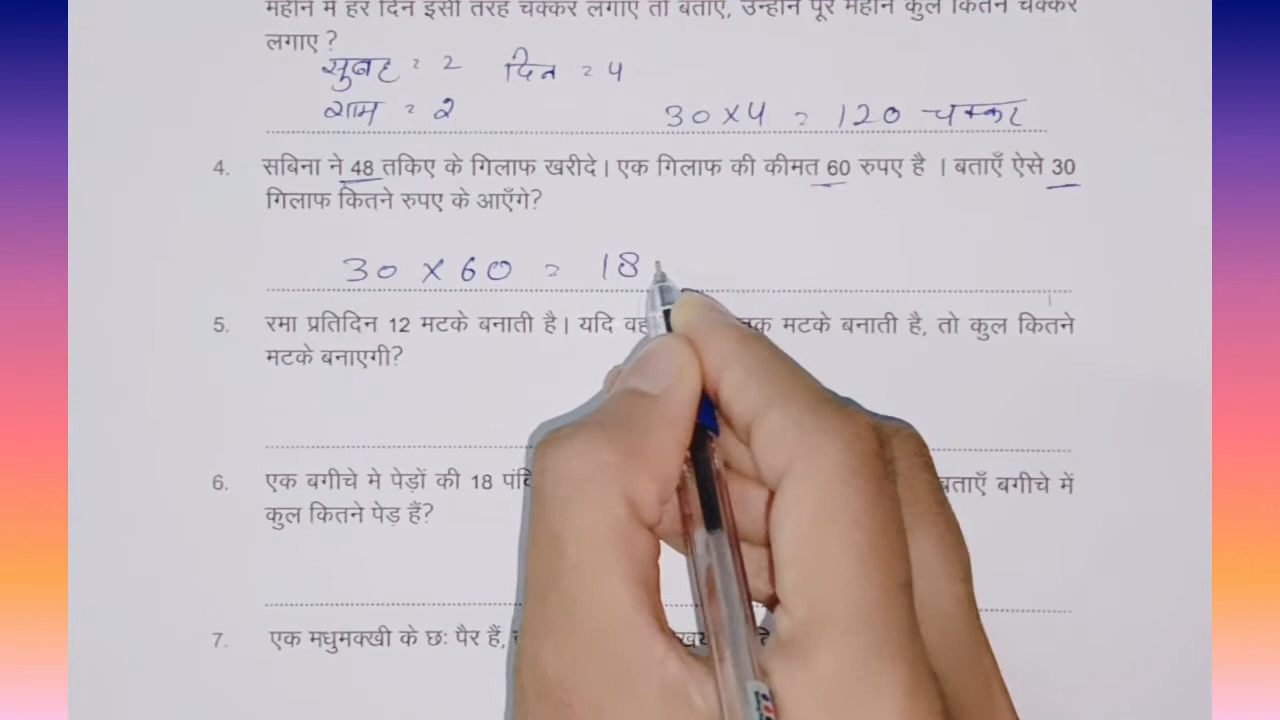 महीने में हर दिन इसी तरह चक्कर लगाए तो बताएँ, उन्होंने पूरे महीने कुल कितने चक्कर
लगाए ?
सुबह = 2 दिन = 4
शाम = 2 30 × 4 = 120 चक्कर
4. सबिना ने 48 तकिए के गिलाफ खरीदे। एक गिलाफ की कीमत 60 रुपए है । बताएँ ऐसे 30
गिलाफ कितने रुपए के आएँगे?
30 × 60 = 18
5. रमा प्रतिदिन 12 मटके बनाती है। यदि वह मटके बनाती है, तो कुल कितने
मटके बनाएगी?
6. एक बगीचे मे पेड़ों की 18 बताएँ बगीचे में
कुल कितने पेड़ हैं?
7. एक मधुमक्खी के छः पैर हैं,